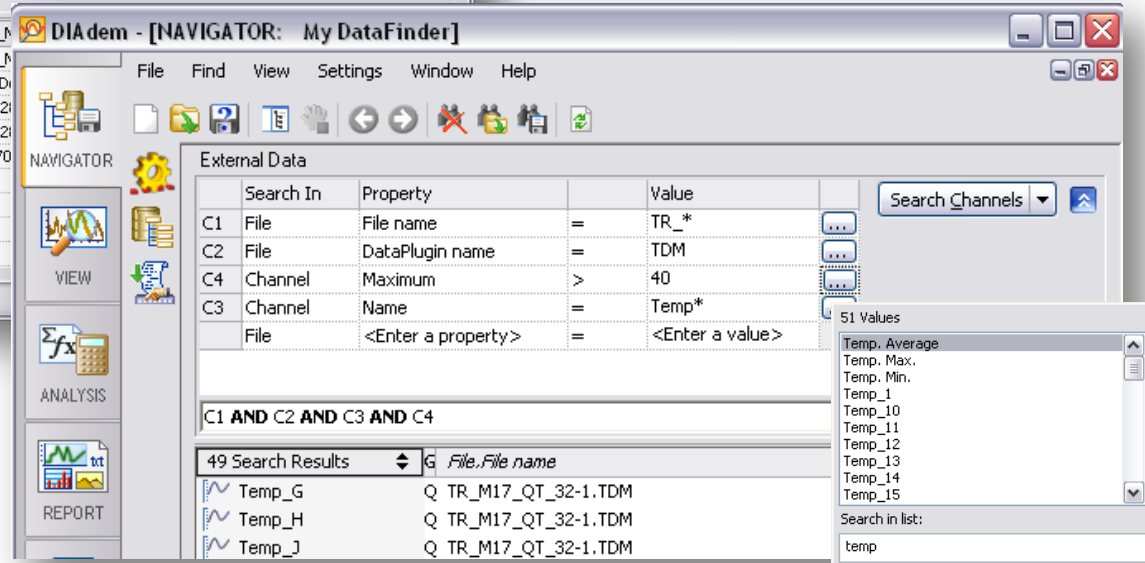 DIAdem - [NAVIGATOR: My DataFinder]
File Find View Settings Window Help
NAVIGATOR
VIEW
ANALYSIS
REPORT
External Data
Search In Property Value
C1 File File name = TR_* ...
C2 File DataPlugin name = TDM ...
C4 Channel Maximum > 40 ...
C3 Channel Name = Temp*
File <Enter a property> = <Enter a value>
Search Channels
C1 AND C2 AND C3 AND C4
49 Search Results G File.File name
Temp_G Q TR_M17_QT_32-1.TDM
Temp_H Q TR_M17_QT_32-1.TDM
Temp_J Q TR_M17_QT_32-1.TDM
51 Values
Temp. Average
Temp. Max.
Temp. Min.
Temp_1
Temp_10
Temp_11
Temp_12
Temp_13
Temp_14
Temp_15
Search in list:
temp